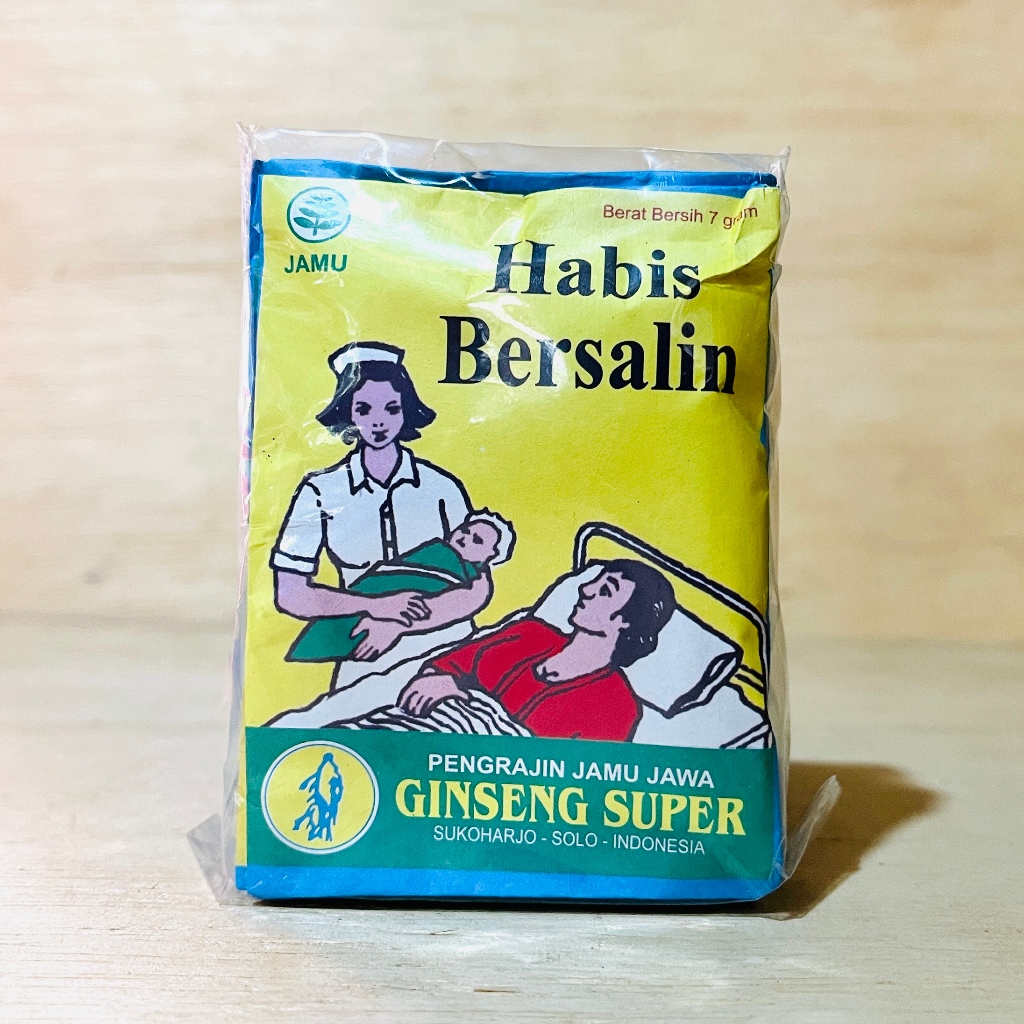 JAMU
Berat Bersih 7 gram
Habis
Bersalin
PENGRAJIN JAMU JAWA
GINSENG SUPER
SUKOHARJO - SOLO - INDONESIA